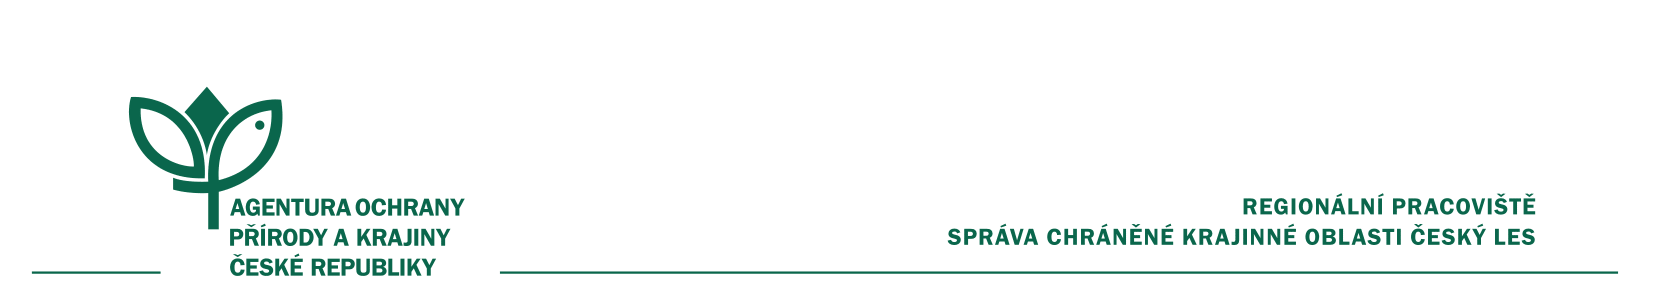 AGENTURA OCHRANY
PŘÍRODY A KRAJINY
ČESKÉ REPUBLIKY
REGIONÁLNÍ PRACOVIŠTĚ
SPRÁVA CHRÁNĚNÉ KRAJINNÉ OBLASTI ČESKÝ LES